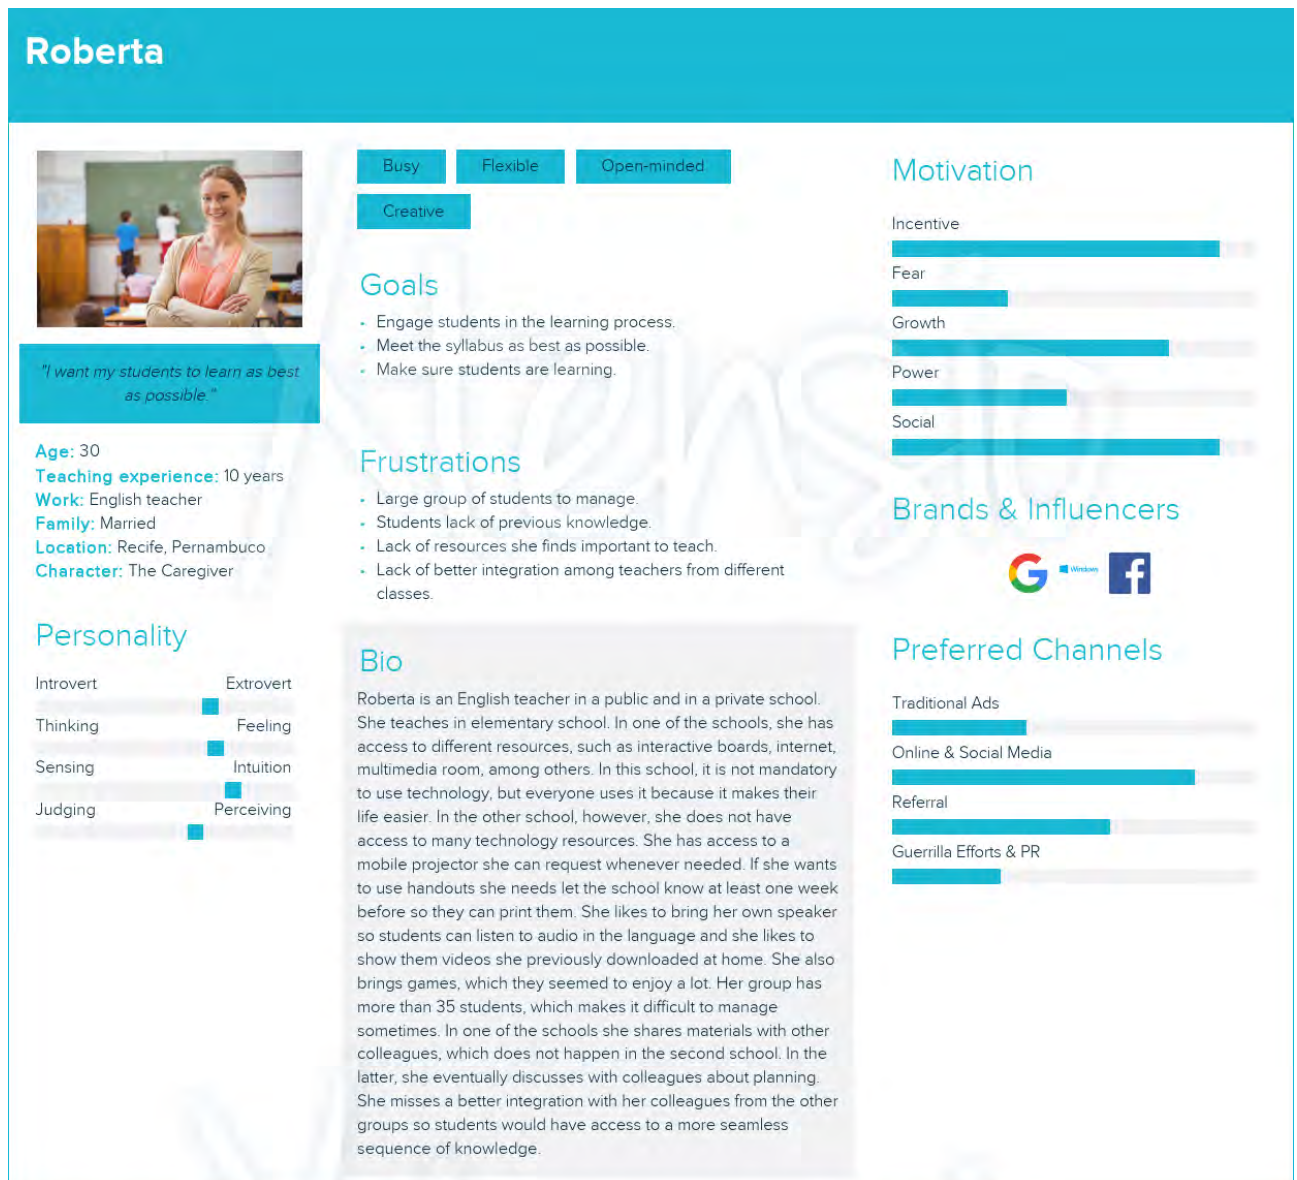 Roberta
"I want my students to learn as best
as possible."
Age: 30
Teaching experience: 10 years
Work: English teacher
Family: Married
Location: Recife, Pernambuco
Character: The Caregiver
Personality
Introvert Extrovert
Thinking Feeling
Sensing Intuition
Judging Perceiving
Busy Flexible Open-minded
Creative
Goals
Engage students in the learning process.
Meet the syllabus as best as possible.
Make sure students are learning.
Frustrations
Large group of students to manage.
Students lack of previous knowledge.
Lack of resources she finds important to teach.
Lack of better integration among teachers from different
classes.
Bio
Roberta is an English teacher in a public and in a private school.
She teaches in elementary school. In one of the schools, she has
access to different resources, such as interactive boards, internet,
multimedia room, among others. In this school, it is not mandatory
to use technology, but everyone uses it because it makes their
life easier. In the other school, however, she does not have
access to many technology resources. She has access to a
mobile projector she can request whenever needed. If she wants
to use handouts she needs let the school know at least one week
before so they can print them. She likes to bring her own speaker
so students can listen to audio in the language and she likes to
show them videos she previously downloaded at home. She also
brings games, which they seemed to enjoy a lot. Her group has
more than 35 students, which makes it difficult to manage
sometimes. In one of the schools she shares materials with other
colleagues, which does not happen in the second school. In the
latter, she eventually discusses with colleagues about planning.
She misses a better integration with her colleagues from the other
groups so students would have access to a more seamless
sequence of knowledge.
Motivation
Incentive
Fear
Growth
Power
Social
Brands & Influencers
Windows
Preferred Channels
Traditional Ads
Online & Social Media
Referral
Guerrilla Efforts & PR